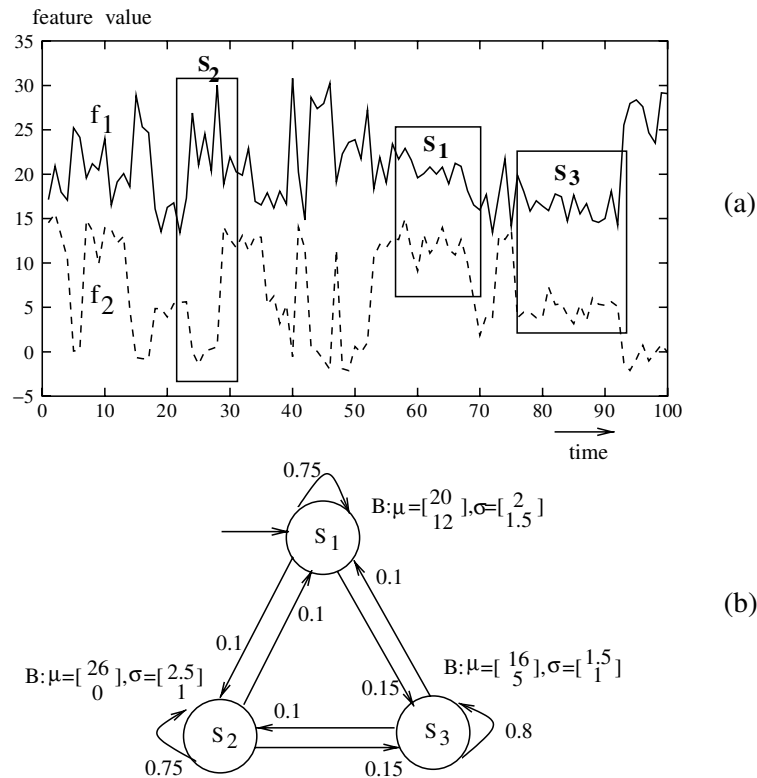 feature value
35
30
25
20
15
10
5
0
−5
S2
f1
f2
S1
S3
(a)
0 10 20 30 40 50 60 70 80 90 100
time
0.75
B: μ=[20 12], σ=[2 1.5]
S1
0.1
0.1
0.1
(b)
B: μ=[26 0], σ=[2.5 1]
B: μ=[16 5], σ=[1.5 1]
0.15
0.1
S2
S3
0.8
0.75
0.15